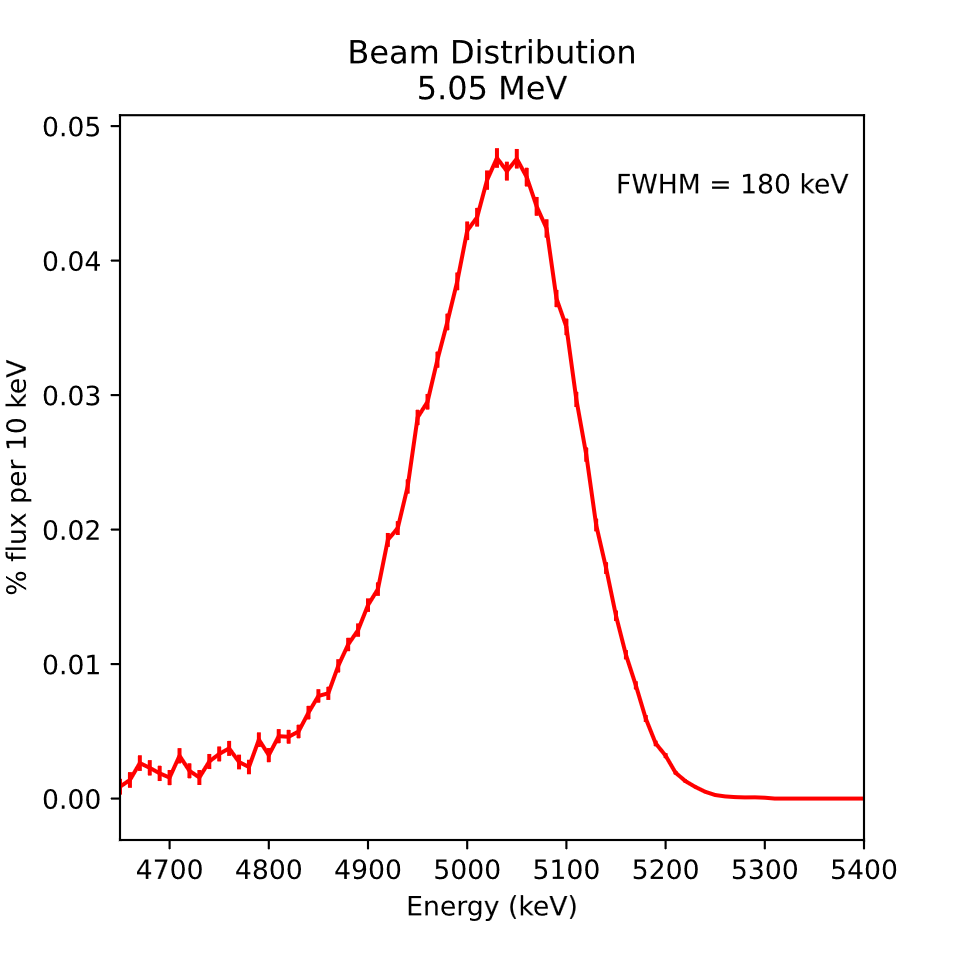 Beam Distribution
5.05 MeV
FWHM = 180 keV
% flux per 10 keV
0.05
0.04
0.03
0.02
0.01
0.00
4700 4800 4900 5000 5100 5200 5300 5400
Energy (keV)